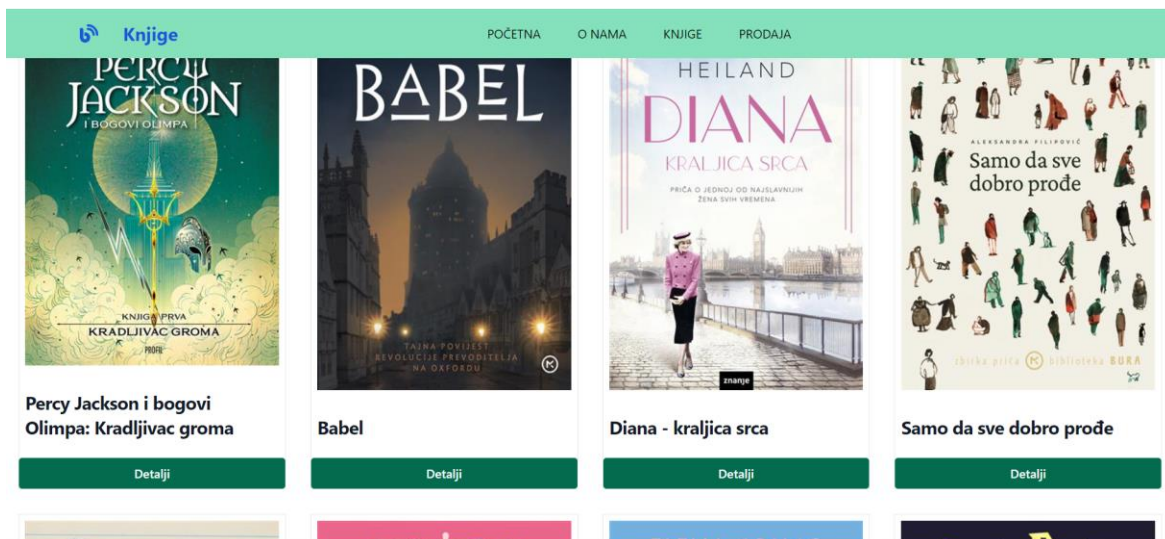 Knjige
POČETNA
O NAMA
KNJIGE
PRODAJA
PERCY
JACKSON
I BOGOVI OLIMPA
KNJIGA PRVA
KRADLJIVAC GROMA
PROFIL
BABEL
TAJNA POVIJEST
REVOLUCIJE PREVODITELJA
NA OXFORDU
HEILAND
DIANA
KRALJICA SRCA
PRIČA O JEDNOJ OD NAJSLAVNIJIH
ŽENA SVIH VREMENA
znanje
ALEKSANDRA FILIPOVIĆ
Samo da sve
dobro prođe
zbirka priča
biblioteka BURA
Percy Jackson i bogovi
Olimpa: Kradljivac groma
Babel
Diana - kraljica srca
Samo da sve dobro prođe
Detalji
Detalji
Detalji
Detalji